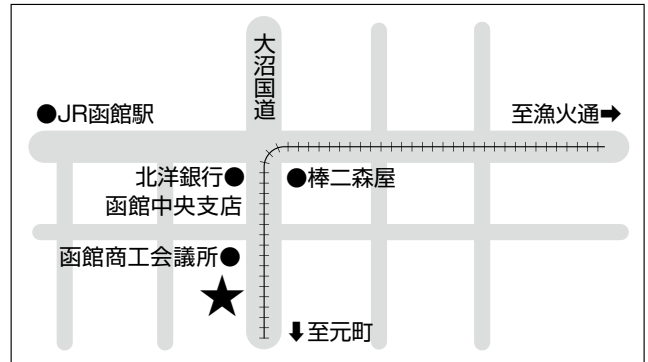 大沼国道
●JR函館駅
至漁火通➡
北洋銀行●
函館中央支店
●棒二森屋
函館商工会議所●
★
⬇至元町